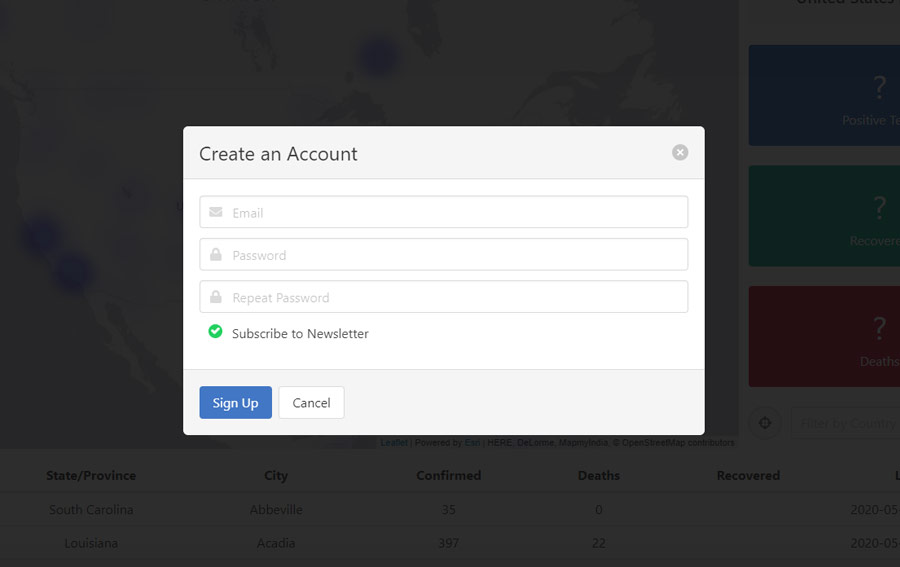 United States
?
Positive
?
?
Deaths
Create an Account
Email
Password
Repeat Password
Subscribe to Newsletter
Sign Up
Cancel
Filter by Country
Leaflet | Powered by Esri | HERE, DeLorme, MapmyIndia, © OpenStreetMap contributors
State/Province City Confirmed Deaths Recovered
South Carolina Abbeville 35 0 2020-05
Louisiana Acadia 397 22 2020-05